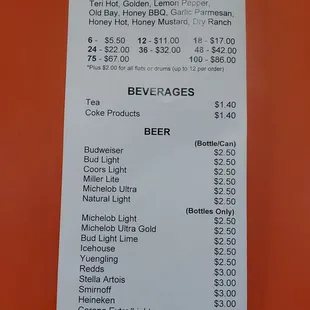 Teri Hot, Golden, Lemon Pepper,
Old Bay, Honey BBQ, Garlic Parmesan,
Honey Hot, Honey Mustard, Dry Ranch
6 - $5.50 12 - $11.00 18 - $17.00
24 - $22.00 36 - $32.00 48 - $42.00
75 - $67.00 100 - $86.00
*Plus $2.00 for all flats or drums (up to 12 per order)
BEVERAGES
Tea $1.40
Coke Products $1.40
BEER
(Bottle/Can)
Budweiser $2.50
Bud Light $2.50
Coors Light $2.50
Miller Lite $2.50
Michelob Ultra $2.50
Natural Light $2.50
(Bottles Only)
Michelob Light $2.50
Michelob Ultra Gold $2.50
Bud Light Lime $2.50
Icehouse $2.50
Yuengling $2.50
Redds $3.00
Stella Artois $3.00
Smirnoff $3.00
Heineken $3.00